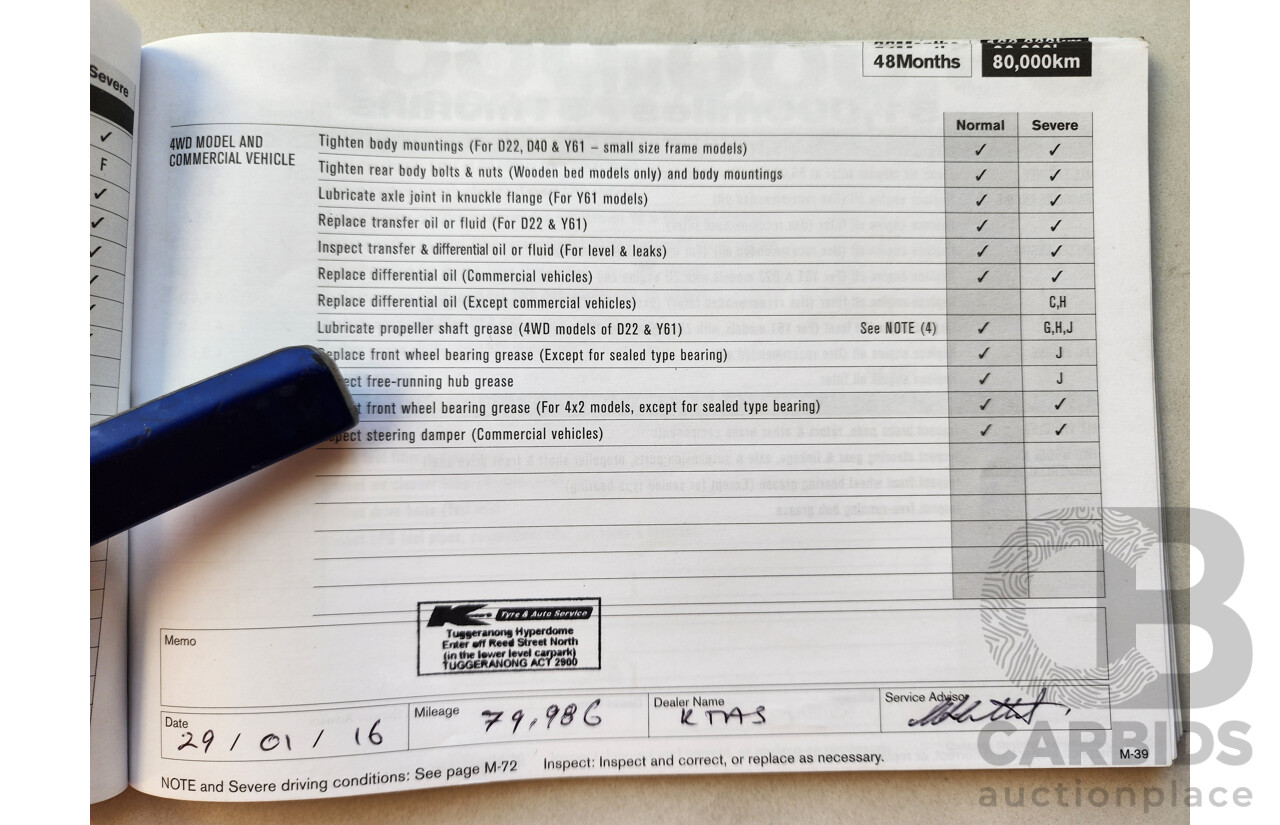 Severe
✓
F
✓
✓
✓
48Months 80,000km
Normal Severe
4WD MODEL AND
COMMERCIAL VEHICLE
Tighten body mountings (For D22, D40 & Y61 – small size frame models) ✓ ✓
Tighten rear body bolts & nuts (Wooden bed models only) and body mountings ✓ ✓
Lubricate axle joint in knuckle flange (For Y61 models) ✓ ✓
Replace transfer oil or fluid (For D22 & Y61) ✓ ✓
Inspect transfer & differential oil or fluid (For level & leaks) ✓ ✓
Replace differential oil (Commercial vehicles) ✓ ✓
Replace differential oil (Except commercial vehicles) C,H
Lubricate propeller shaft grease (4WD models of D22 & Y61) See NOTE (4) ✓ G,H,J
place front wheel bearing grease (Except for sealed type bearing) ✓ J
ect free-running hub grease ✓ J
front wheel bearing grease (For 4x2 models, except for sealed type bearing) ✓ ✓
pect steering damper (Commercial vehicles) ✓ ✓
Memo
Tyre & Auto Service
Tuggeranong Hyperdome
Enter off Reed Street North
(in the lower level carpark)
TUGGERANONG ACT 2900
Date
29 / 01 / 16
Mileage
79,986
Dealer Name
KTAS
Service Advisor
NOTE and Severe driving conditions: See page M-72 Inspect: Inspect and correct, or replace as necessary.
M-39
CB
CARBIDS
auctionplace